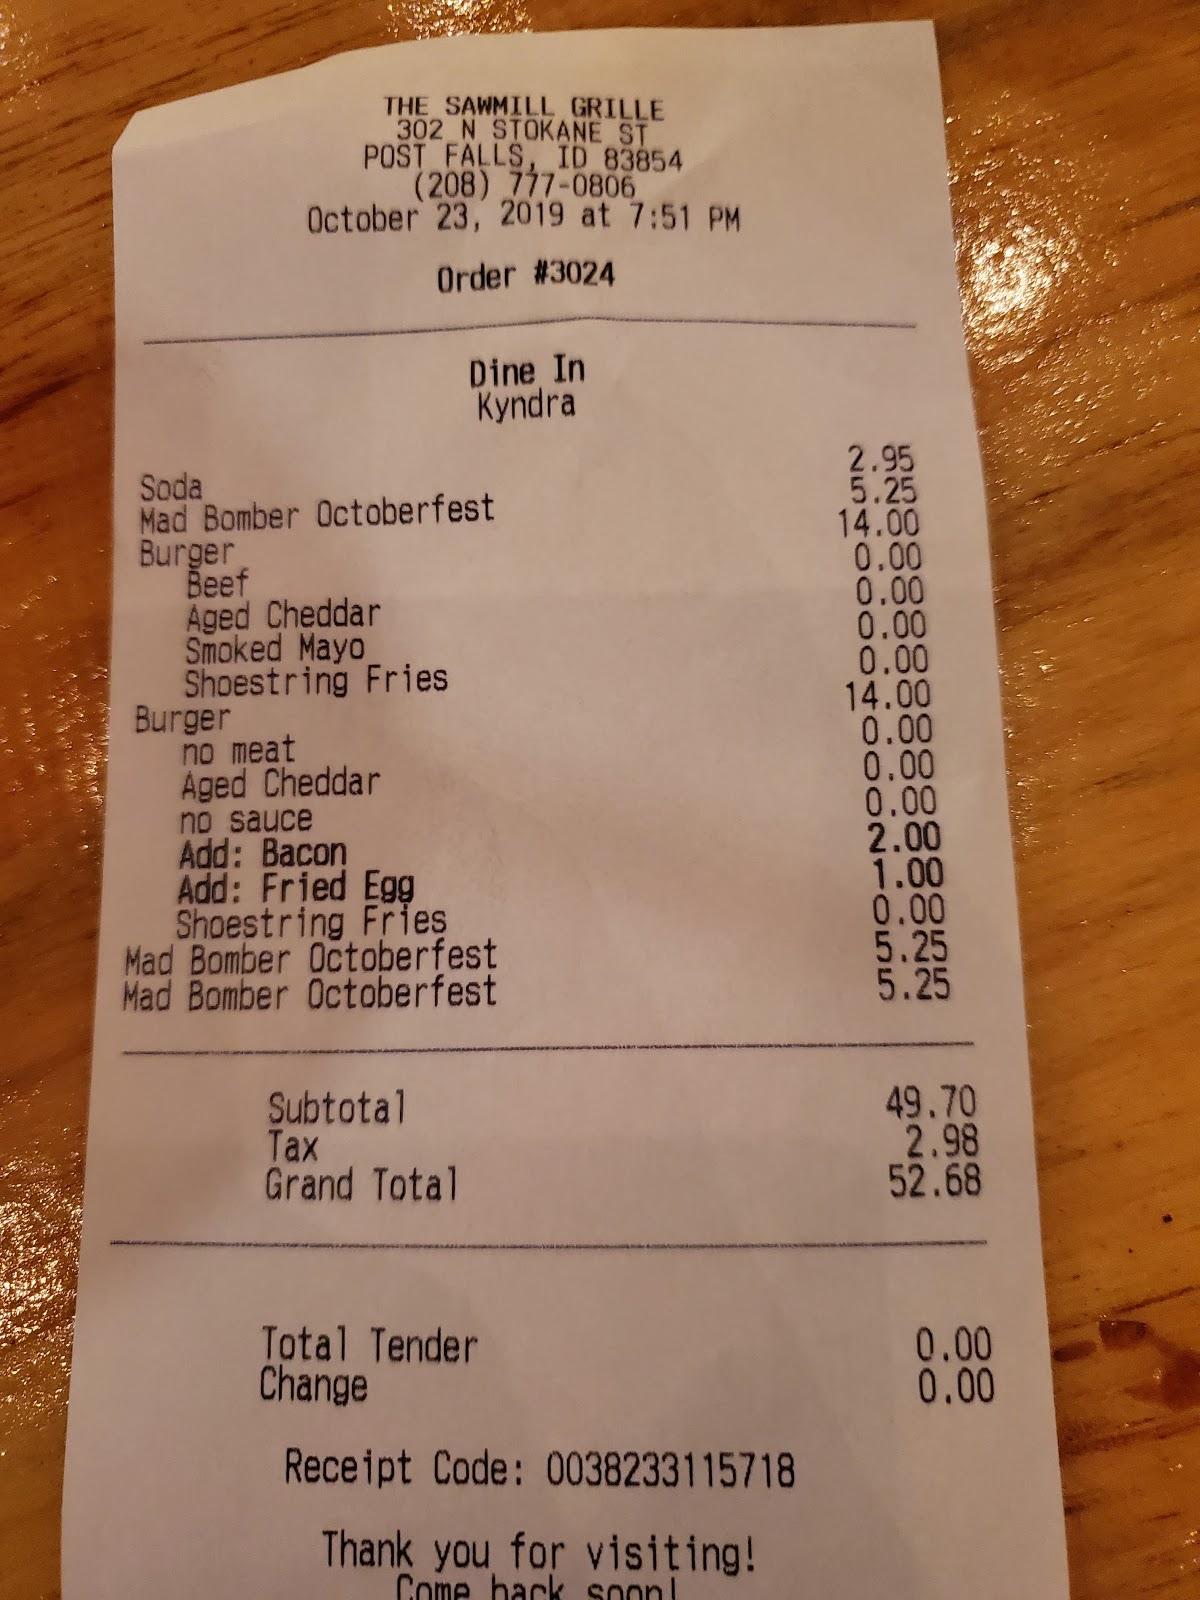 THE SAWMILL GRILLE
302 N STOKANE ST
POST FALLS, ID 83854
(208) 777-0806
October 23, 2019 at 7:51 PM
Order #3024
Dine In
Kyndra
Soda 2.95
Mad Bomber Octoberfest 5.25
Burger 14.00
Beef 0.00
Aged Cheddar 0.00
Smoked Mayo 0.00
Shoestring Fries 0.00
Burger 14.00
no meat 0.00
Aged Cheddar 0.00
no sauce 0.00
Add: Bacon 2.00
Add: Fried Egg 1.00
Shoestring Fries 0.00
Mad Bomber Octoberfest 5.25
Mad Bomber Octoberfest 5.25
Subtotal 49.70
Tax 2.98
Grand Total 52.68
Total Tender 0.00
Change 0.00
Receipt Code: 0038233115718
Thank you for visiting!
Come back soon!